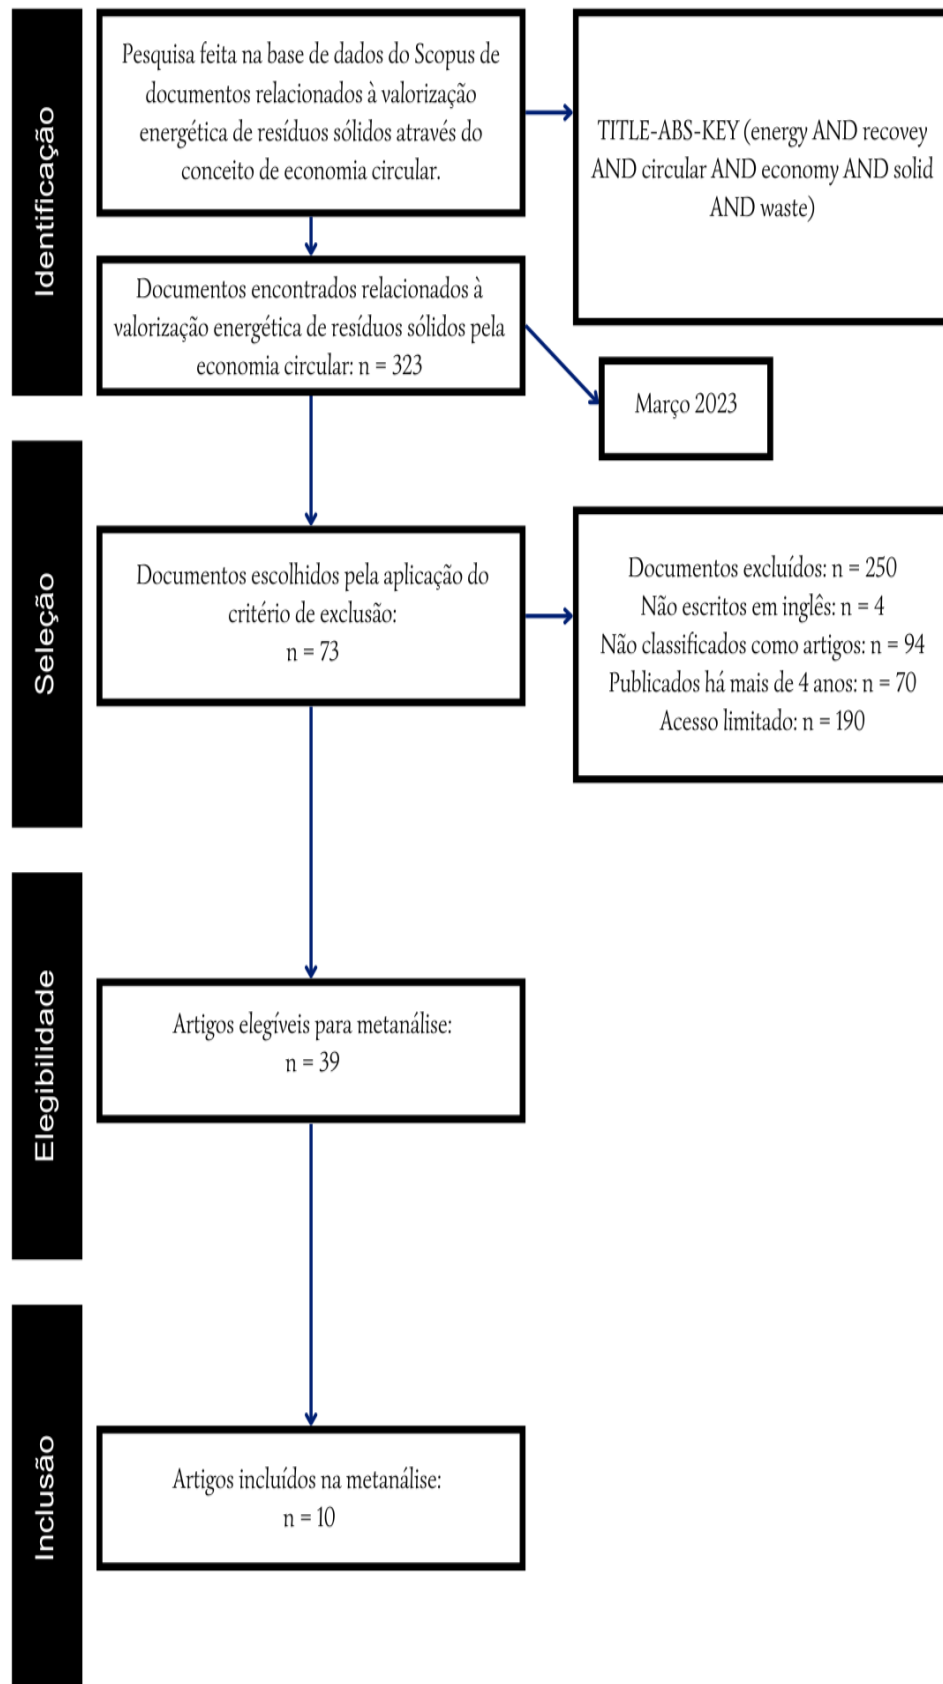 Identificação
Pesquisa feita na base de dados do Scopus de
documentos relacionados à valorização
energética de resíduos sólidos através do
conceito de economia circular.
TITLE-ABS-KEY (energy AND recovey
AND circular AND economy AND solid
AND waste)
Documentos encontrados relacionados à
valorização energética de resíduos sólidos pela
economia circular: n = 323
Março 2023
Seleção
Documentos escolhidos pela aplicação do
critério de exclusão:
n = 73
Documentos excluídos: n = 250
Não escritos em inglês: n = 4
Não classificados como artigos: n = 94
Publicados há mais de 4 anos: n = 70
Acesso limitado: n = 190
Elegibilidade
Artigos elegíveis para metanálise:
n = 39
Inclusão
Artigos incluídos na metanálise:
n = 10